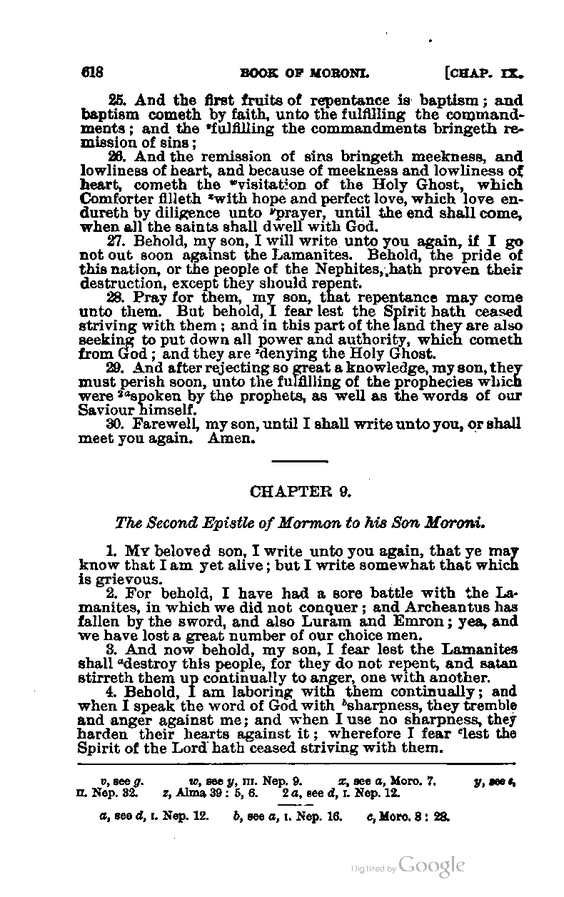 618 BOOK OF MORONI. [CHAP. IX.
25. And the first fruits of repentance is baptism; and
baptism cometh by faith, unto the fulfilling the command-
ments; and the ᵛfulfilling the commandments bringeth re-
mission of sins;
26. And the remission of sins bringeth meekness, and
lowliness of heart, and because of meekness and lowliness of
heart, cometh the ʷvisitation of the Holy Ghost, which
Comforter filleth ˣwith hope and perfect love, which love en-
dureth by diligence unto ʸprayer, until the end shall come,
when all the saints shall dwell with God.
27. Behold, my son, I will write unto you again, if I go
not out soon against the Lamanites. Behold, the pride of
this nation, or the people of the Nephites, hath proven their
destruction, except they should repent.
28. Pray for them, my son, that repentance may come
unto them. But behold, I fear lest the Spirit hath ceased
striving with them; and in this part of the land they are also
seeking to put down all power and authority, which cometh
from God; and they are ᶻdenying the Holy Ghost.
29. And after rejecting so great a knowledge, my son, they
must perish soon, unto the fulfilling of the prophecies which
were ²ᵃspoken by the prophets, as well as the words of our
Saviour himself.
30. Farewell, my son, until I shall write unto you, or shall
meet you again. Amen.
CHAPTER 9.
The Second Epistle of Mormon to his Son Moroni.
1. MY beloved son, I write unto you again, that ye may
know that I am yet alive; but I write somewhat that which
is grievous.
2. For behold, I have had a sore battle with the La-
manites, in which we did not conquer; and Archeantus has
fallen by the sword, and also Luram and Emron; yea, and
we have lost a great number of our choice men.
3. And now behold, my son, I fear lest the Lamanites
shall ᵃdestroy this people, for they do not repent, and satan
stirreth them up continually to anger, one with another.
4. Behold, I am laboring with them continually; and
when I speak the word of God with ᵇsharpness, they tremble
and anger against me; and when I use no sharpness, they
harden their hearts against it; wherefore I fear ᶜlest the
Spirit of the Lord hath ceased striving with them.
v, see g. w, see y, III. Nep. 9. x, see a, Moro. 7. y, see e,
II. Nep. 32. z, Alma 39: 5, 6. 2 a, see d, I. Nep. 12.
a, see d, I. Nep. 12. b, see a, I. Nep. 16. c, Moro. 8: 28.
Digitized by Google